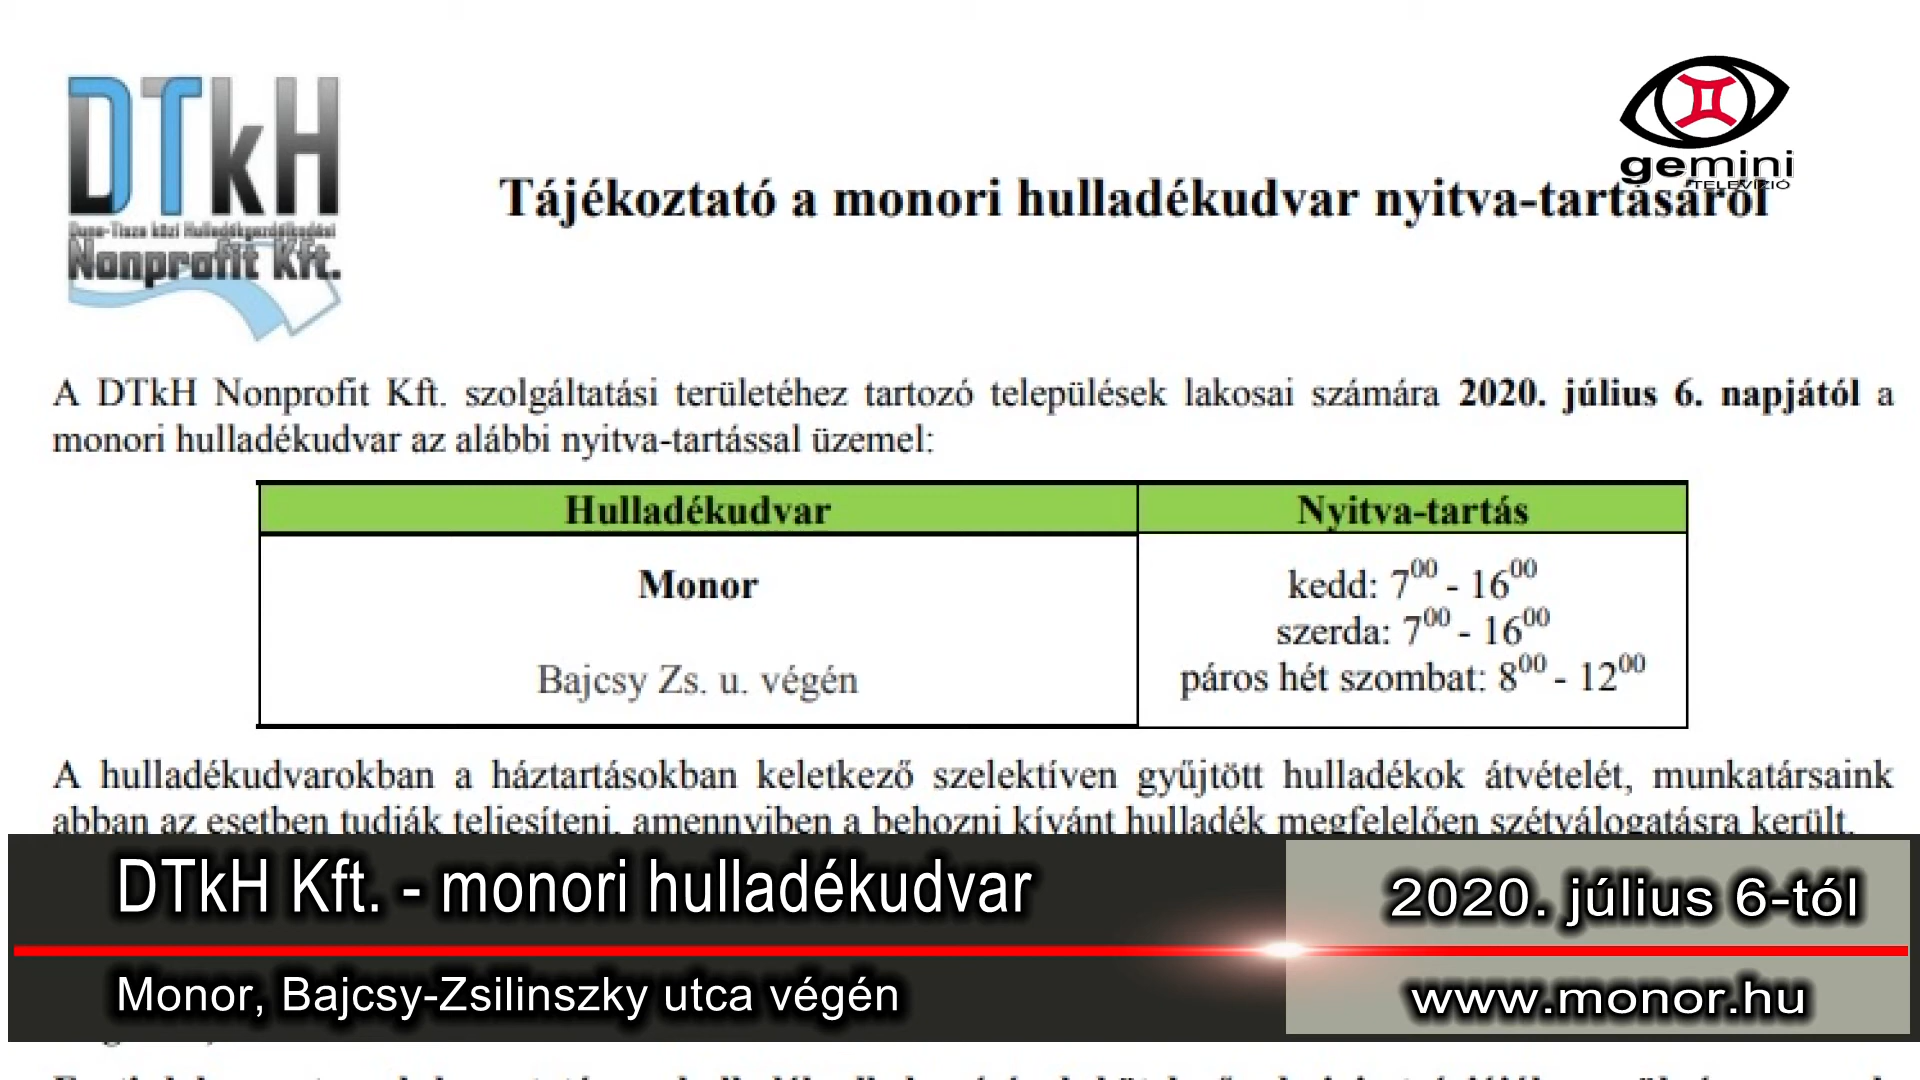 DTkH
Duna-Tisza közi Hulladékgazdálkodási
Nonprofit Kft.
gemini
TELEVÍZIÓ
Tájékoztató a monori hulladékudvar nyitva-tartásáról
A DTkH Nonprofit Kft. szolgáltatási területéhez tartozó települések lakosai számára 2020. július 6. napjától a
monori hulladékudvar az alábbi nyitva-tartással üzemel:
Hulladékudvar Nyitva-tartás
Monor
Bajcsy Zs. u. végén
kedd: 7⁰⁰ - 16⁰⁰
szerda: 7⁰⁰ - 16⁰⁰
páros hét szombat: 8⁰⁰ - 12⁰⁰
A hulladékudvarokban a háztartásokban keletkező szelektíven gyűjtött hulladékok átvételét, munkatársaink
abban az esetben tudják teljesíteni, amennyiben a behozni kívánt hulladék megfelelően szétválogatásra került.
DTkH Kft. - monori hulladékudvar
2020. július 6-tól
Monor, Bajcsy-Zsilinszky utca végén
www.monor.hu